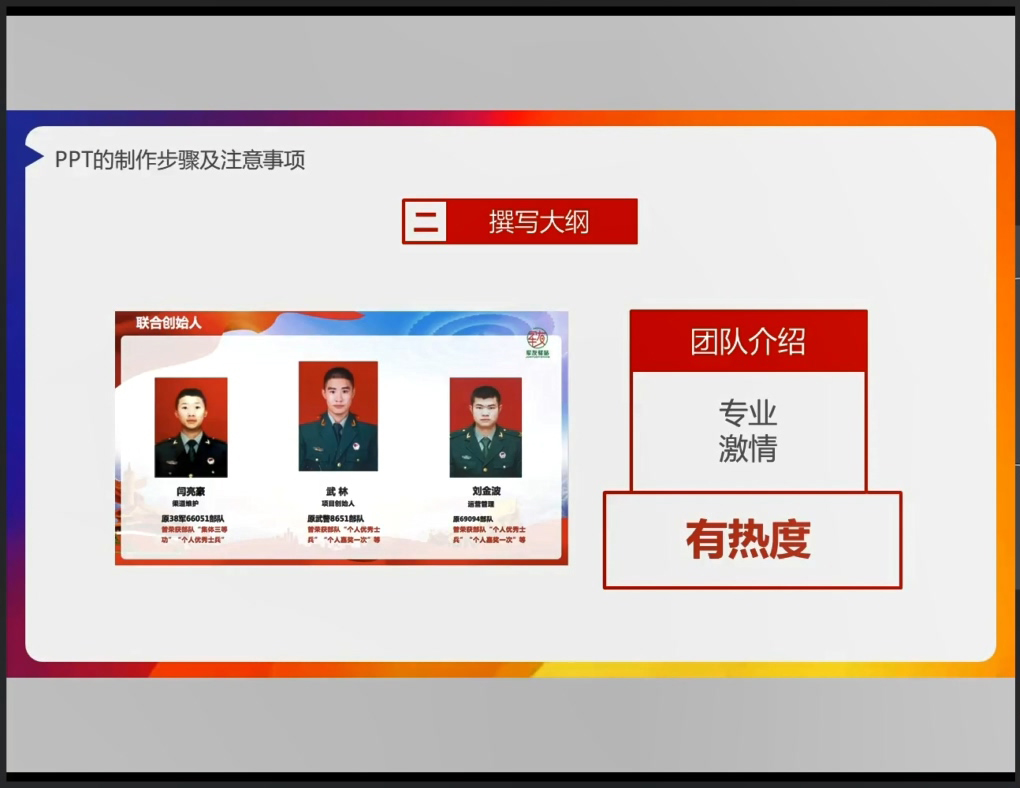 PPT的制作步骤及注意事项
二 撰写大纲
联合创始人
闫亮豪
渠道维护
原38军66051部队
曾荣获部队“集体三等
功”“个人优秀士兵”
武 林
项目创始人
原武警8651部队
曾荣获部队“个人优秀士
兵”“个人嘉奖一次”等
刘金波
运营管理
原69094部队
曾荣获部队“个人优秀士
兵”“个人嘉奖一次”等
团队介绍
专业
激情
有热度